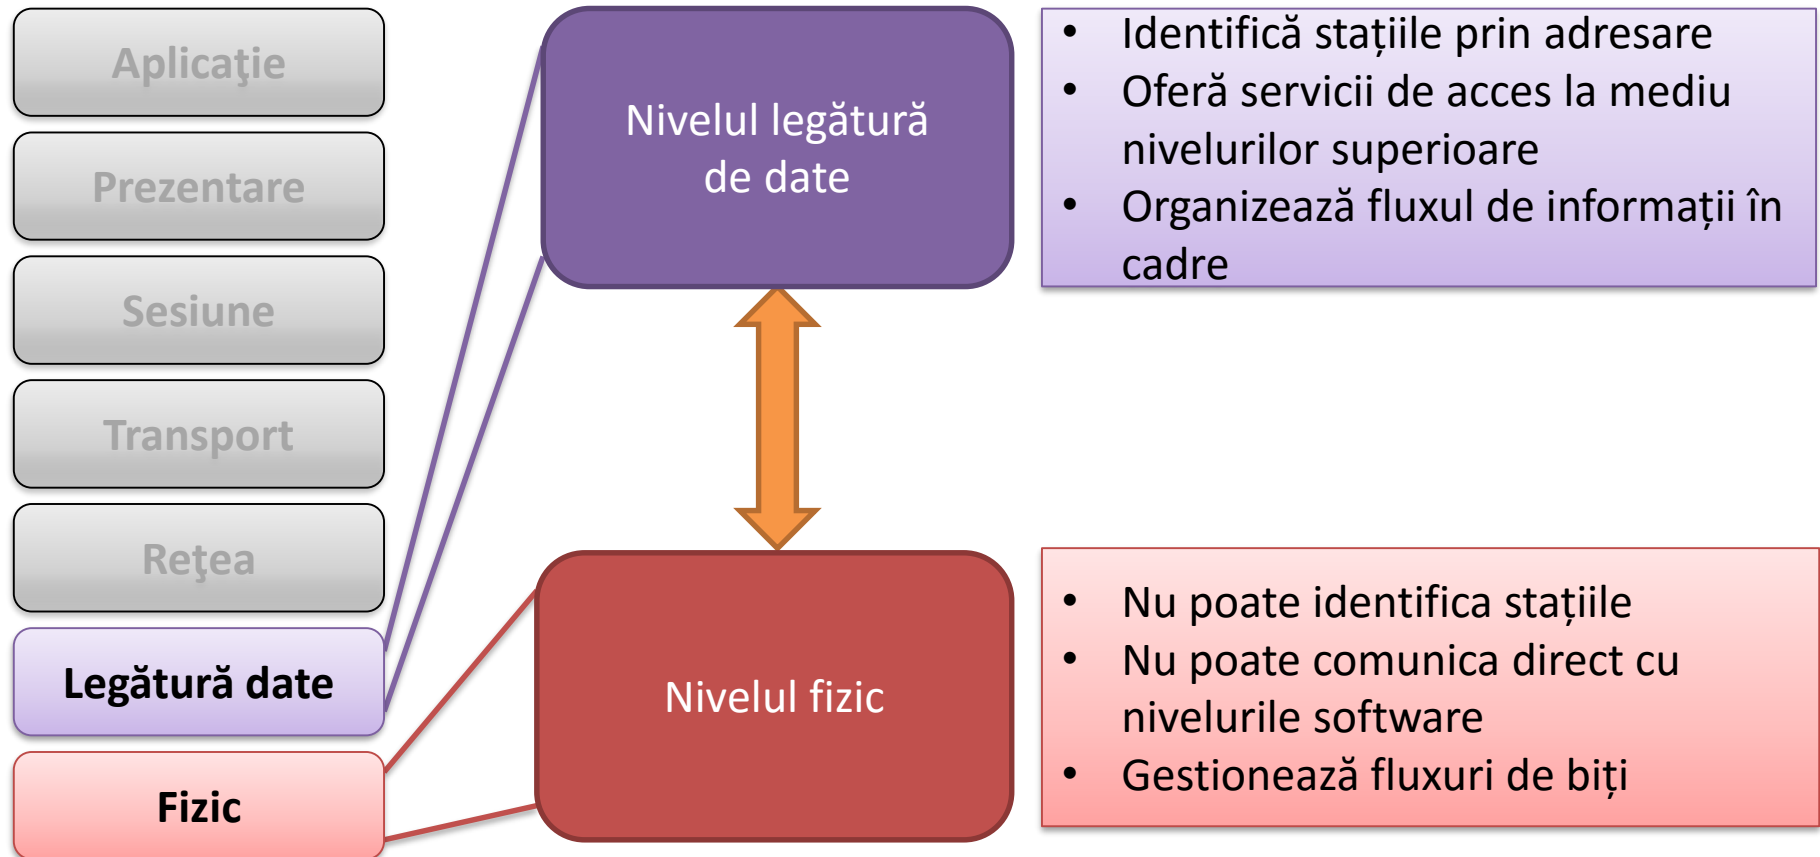 Aplicaţie
Prezentare
Sesiune
Transport
Reţea
Legătură date
Fizic
Nivelul legătură
de date
• Identifică stațiile prin adresare
• Oferă servicii de acces la mediu
nivelurilor superioare
• Organizează fluxul de informații în
cadre
Nivelul fizic
• Nu poate identifica stațiile
• Nu poate comunica direct cu
nivelurile software
• Gestionează fluxuri de biți